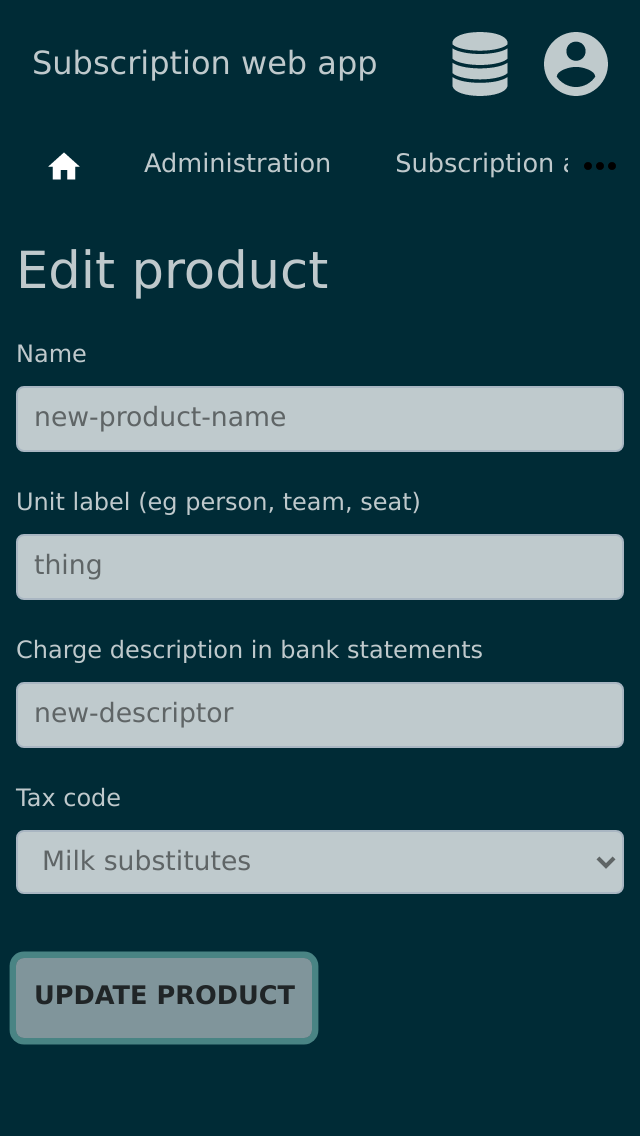 Subscription web app
Administration
Subscription
Edit product
Name
new-product-name
Unit label (eg person, team, seat)
thing
Charge description in bank statements
new-descriptor
Tax code
Milk substitutes
UPDATE PRODUCT